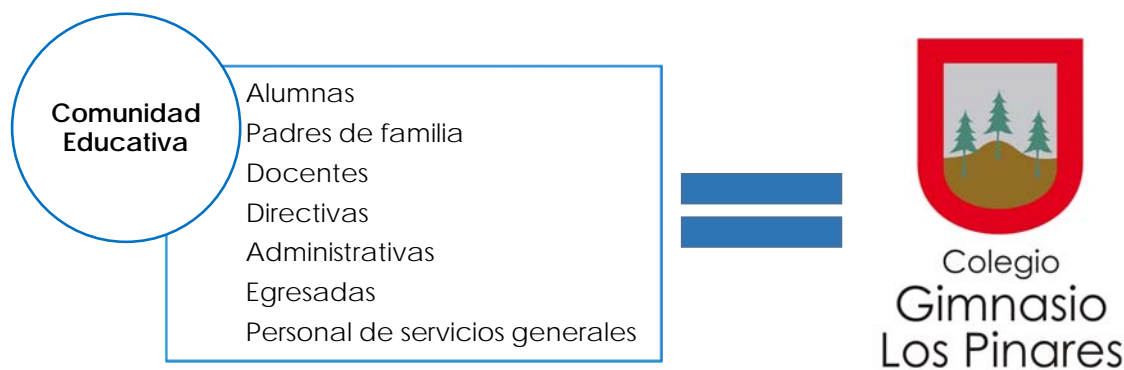 Comunidad
Educativa
Alumnas
Padres de familia
Docentes
Directivas
Administrativas
Egresadas
Personal de servicios generales
Colegio
Gimnasio
Los Pinares